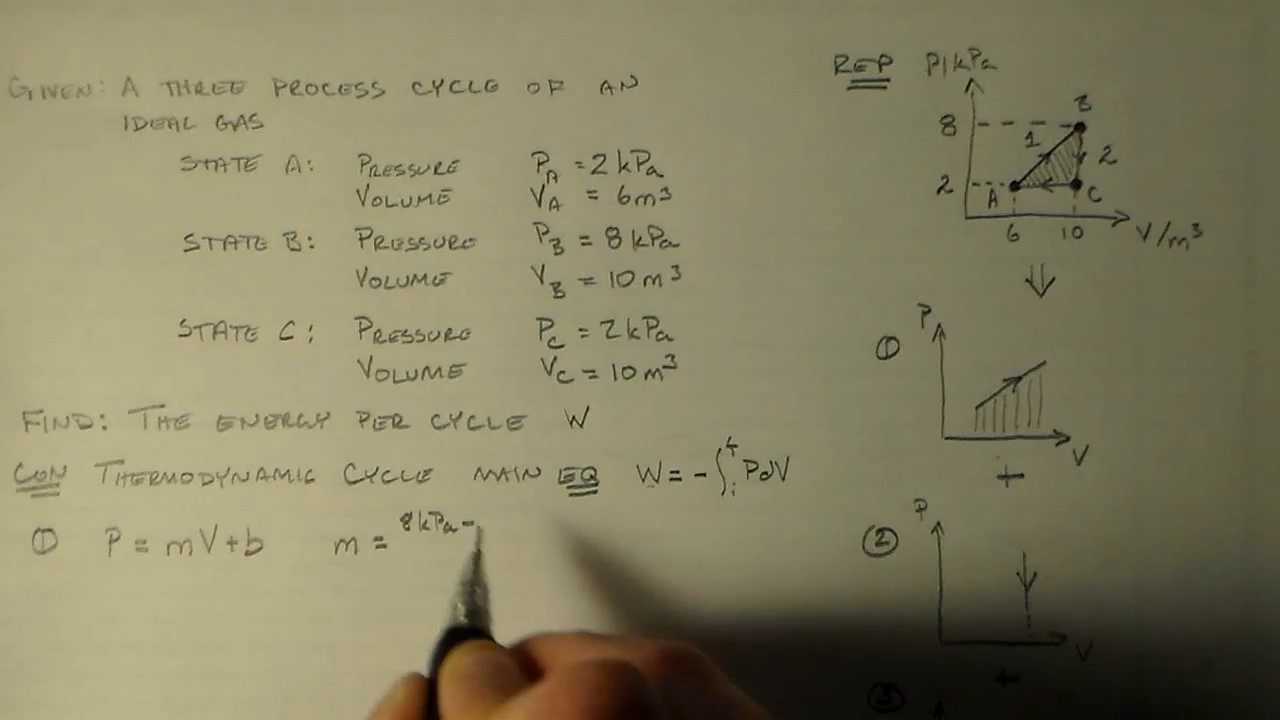 GIVEN: A THREE PROCESS CYCLE OF AN
IDEAL GAS
STATE A: PRESSURE P_A = 2 kPa
VOLUME V_A = 6m³
STATE B: PRESSURE P_B = 8 kPa
VOLUME V_B = 10 m³
STATE C: PRESSURE P_C = 2 kPa
VOLUME V_C = 10 m³
FIND: THE ENERGY PER CYCLE W
CON THERMODYNAMIC CYCLE MAIN EQ W = -∫_i^f PdV
① P = mV + b m = 8 kPa -
REP P/kPa
B
8
1
2
2
A
C
6 10 V/m³
⇓
P
①
V
+
P
②
V
+
③